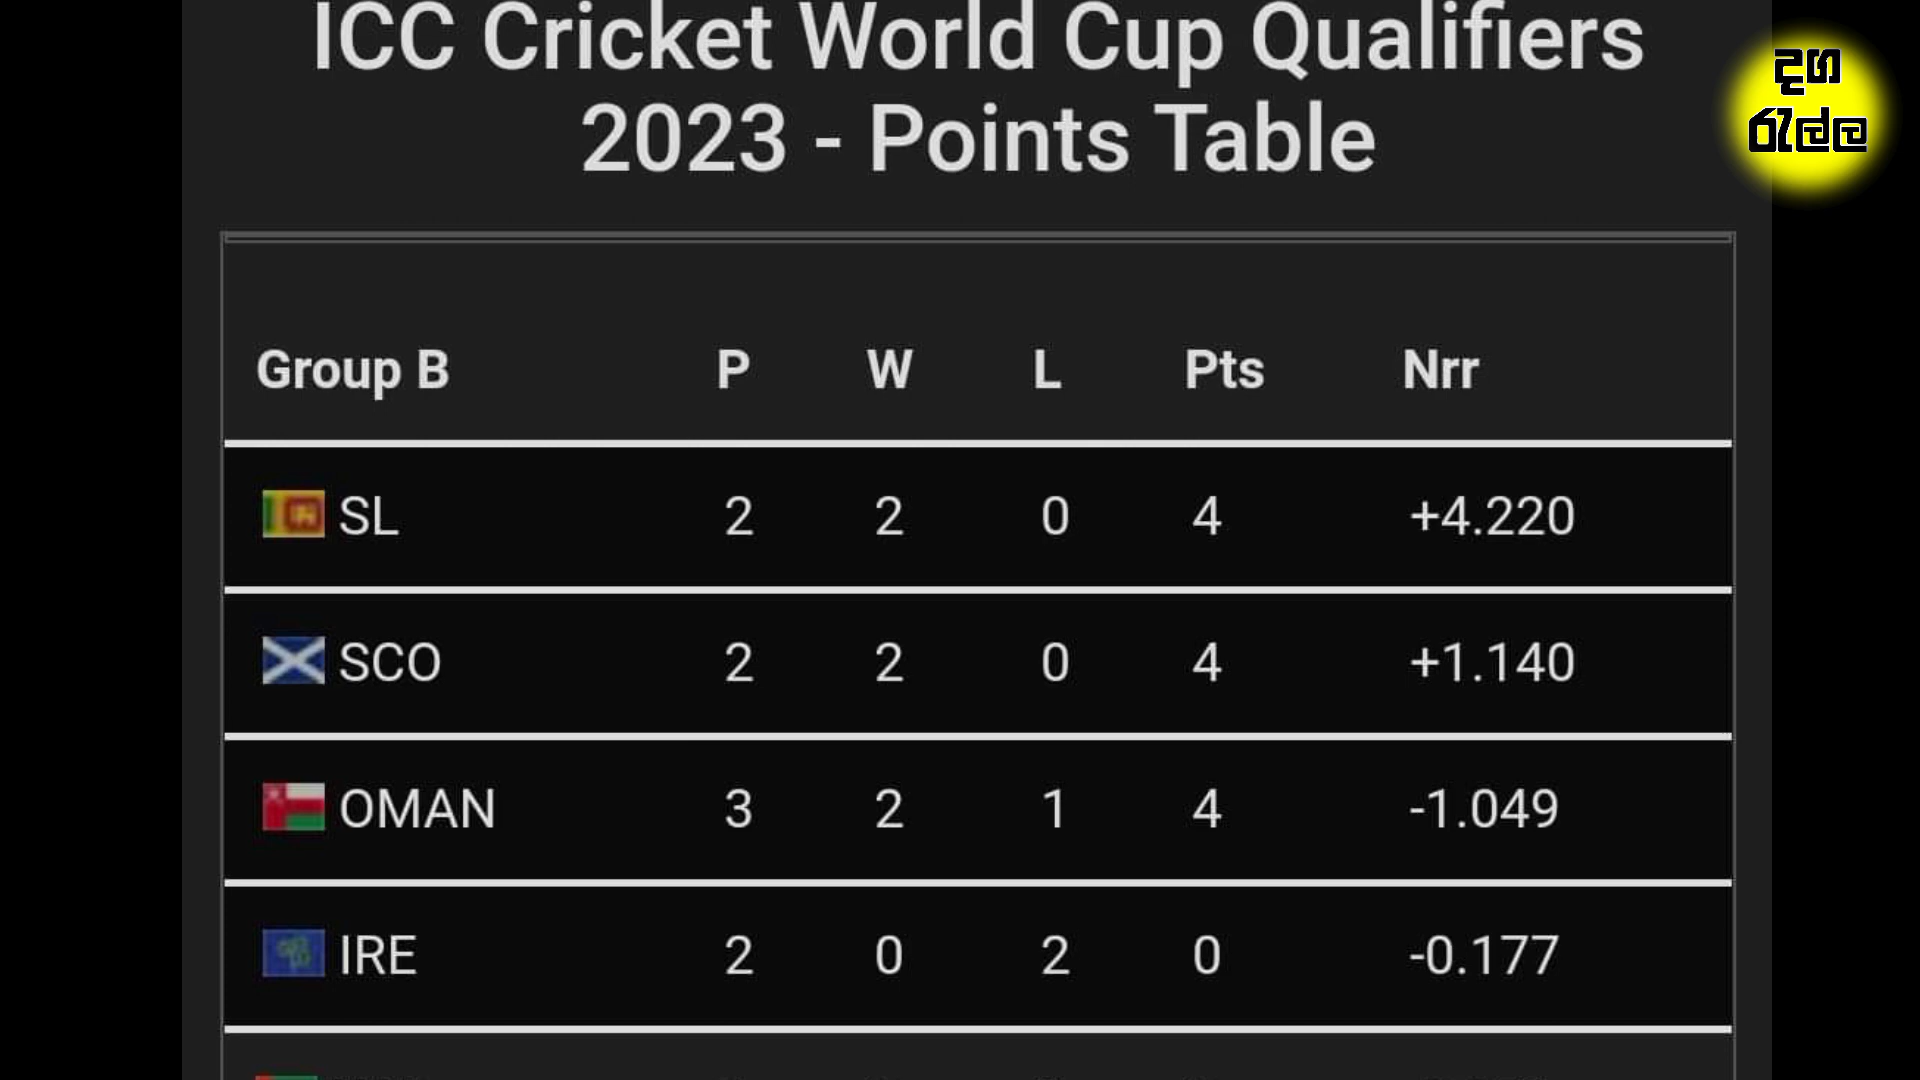 ICC Cricket World Cup Qualifiers
2023 - Points Table
දහ
රැල්ල
Group B P W L Pts Nrr
SL 2 2 0 4 +4.220
SCO 2 2 0 4 +1.140
OMAN 3 2 1 4 -1.049
IRE 2 0 2 0 -0.177